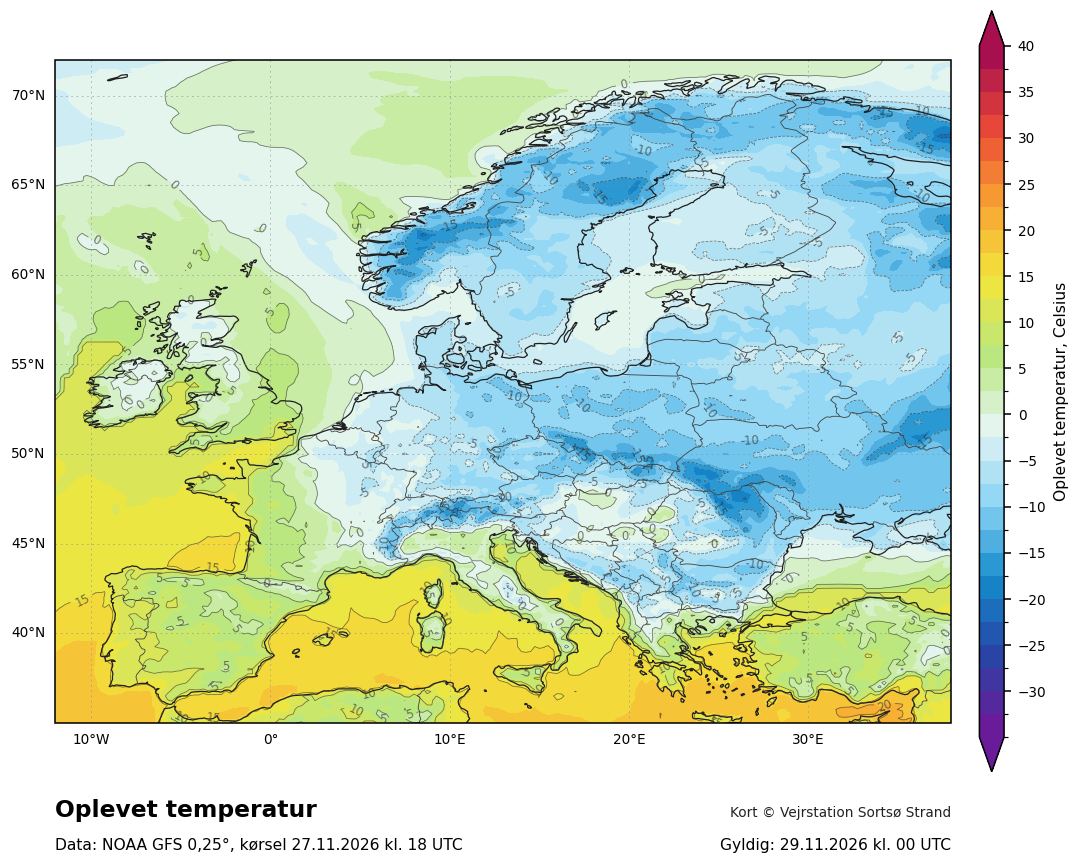 70°N
65°N
60°N
55°N
50°N
45°N
40°N
10°W
0°
10°E
20°E
30°E
40
35
30
25
20
15
10
5
0
−5
−10
−15
−20
−25
−30
Oplevet temperatur, Celsius
Oplevet temperatur
Kort © Vejrstation Sortsø Strand
Data: NOAA GFS 0,25°, kørsel 27.11.2026 kl. 18 UTC
Gyldig: 29.11.2026 kl. 00 UTC